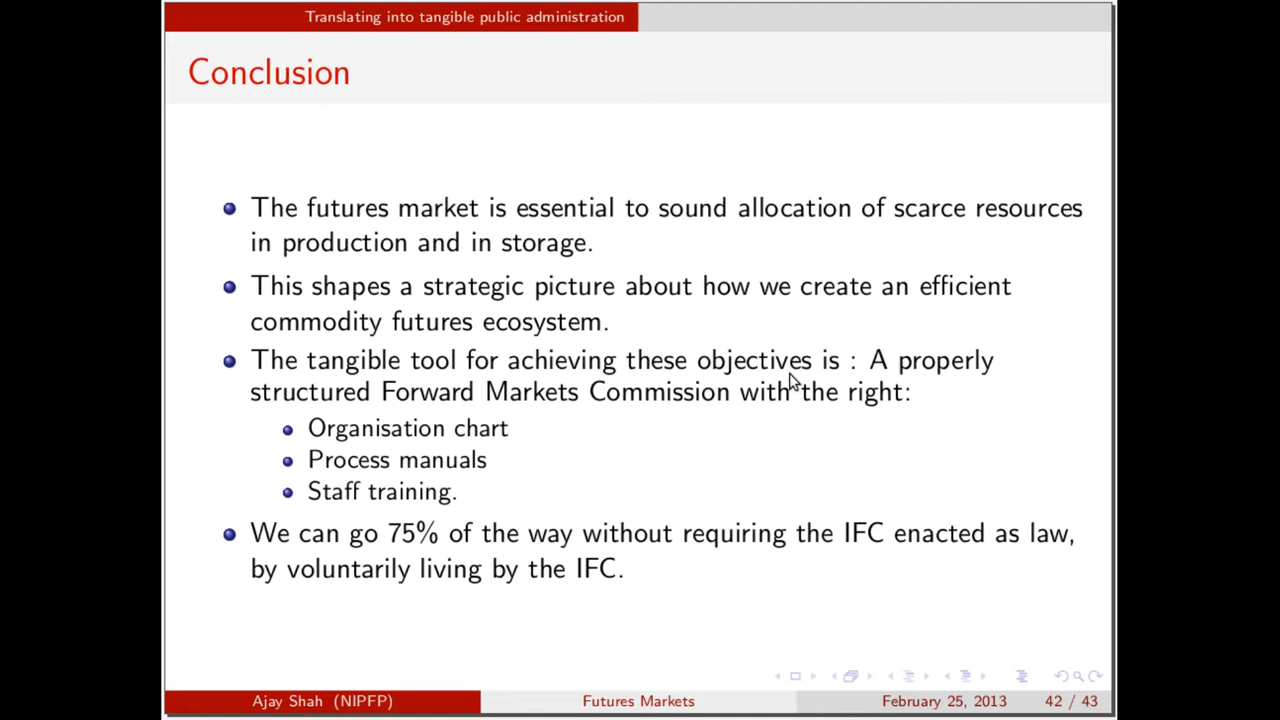 Translating into tangible public administration
Conclusion
The futures market is essential to sound allocation of scarce resources
in production and in storage.
This shapes a strategic picture about how we create an efficient
commodity futures ecosystem.
The tangible tool for achieving these objectives is : A properly
structured Forward Markets Commission with the right:
Organisation chart
Process manuals
Staff training.
We can go 75% of the way without requiring the IFC enacted as law,
by voluntarily living by the IFC.
Ajay Shah (NIPFP) Futures Markets February 25, 2013 42 / 43